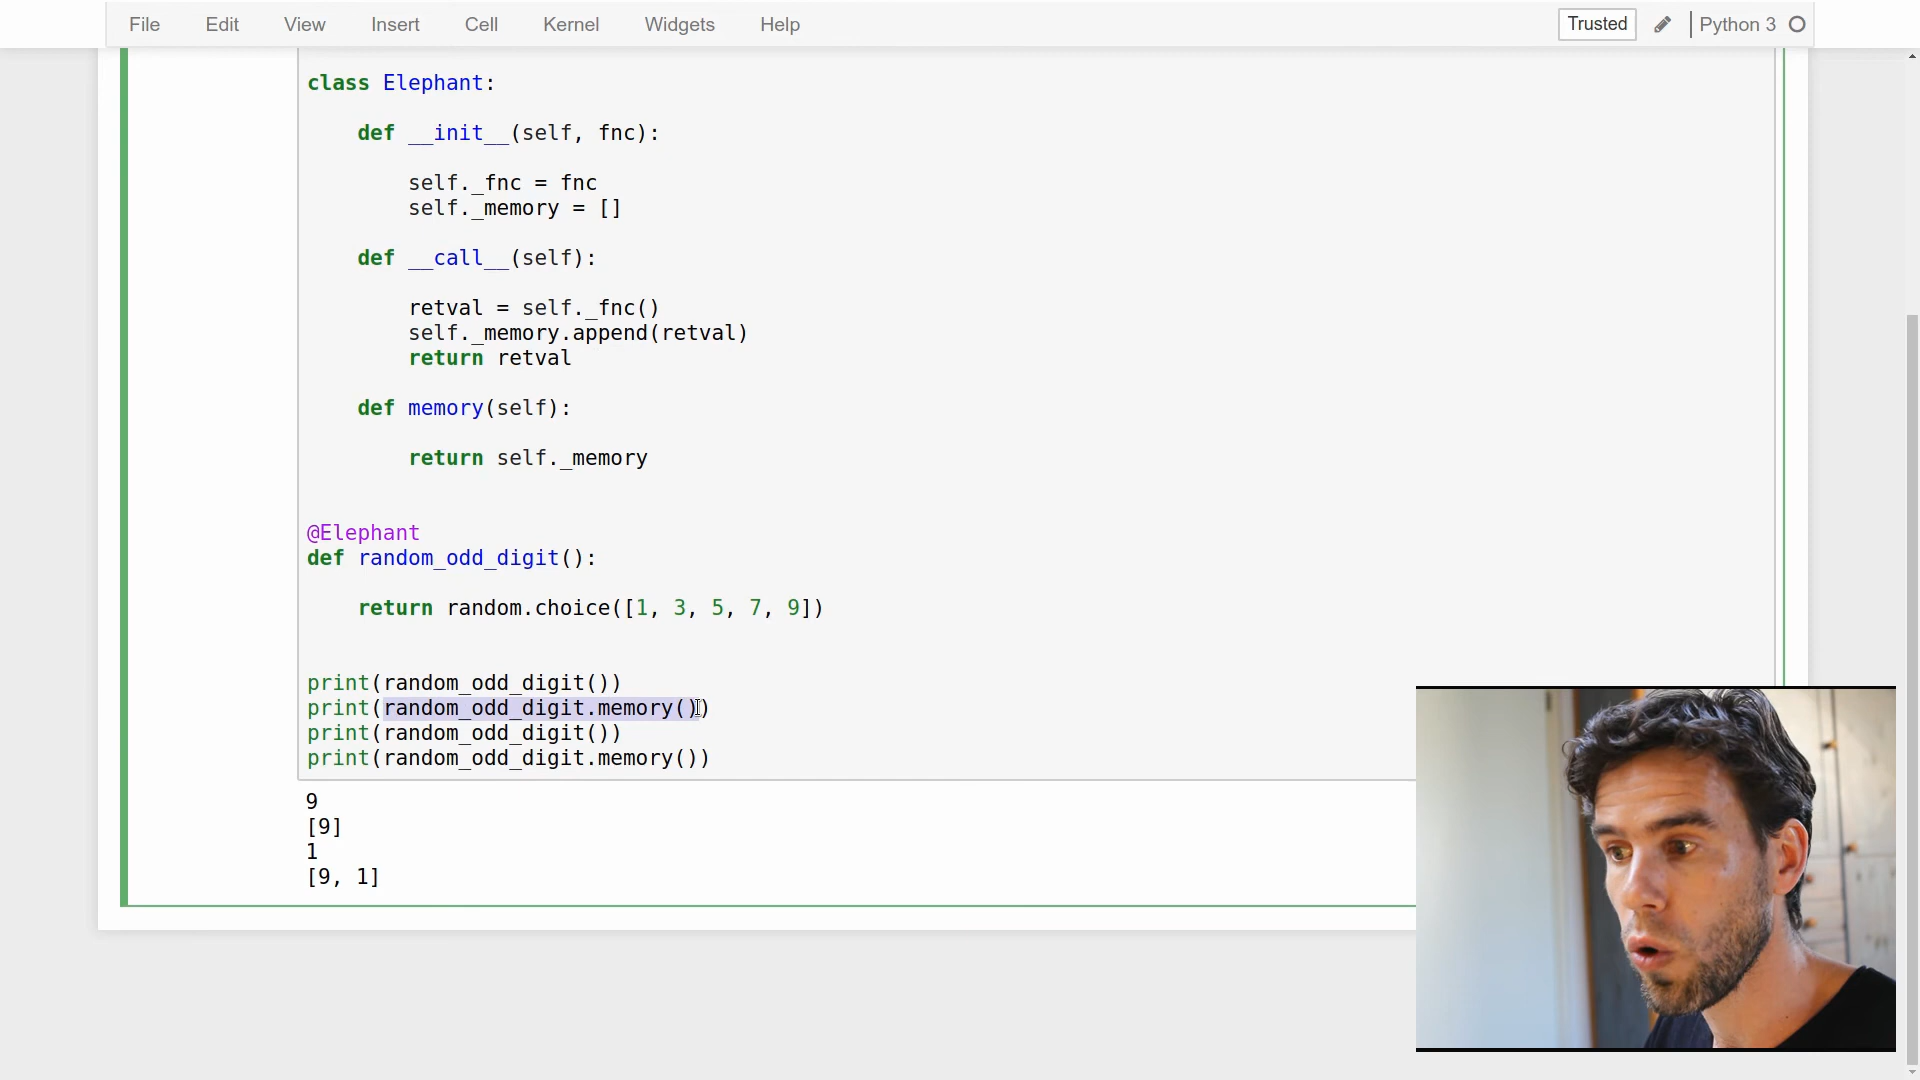 File Edit View Insert Cell Kernel Widgets Help Trusted Python 3
class Elephant:
def __init__(self, fnc):
self._fnc = fnc
self._memory = []
def __call__(self):
retval = self._fnc()
self._memory.append(retval)
return retval
def memory(self):
return self._memory
@Elephant
def random_odd_digit():
return random.choice([1, 3, 5, 7, 9])
print(random_odd_digit())
print(random_odd_digit.memory())
print(random_odd_digit())
print(random_odd_digit.memory())
9
[9]
1
[9, 1]